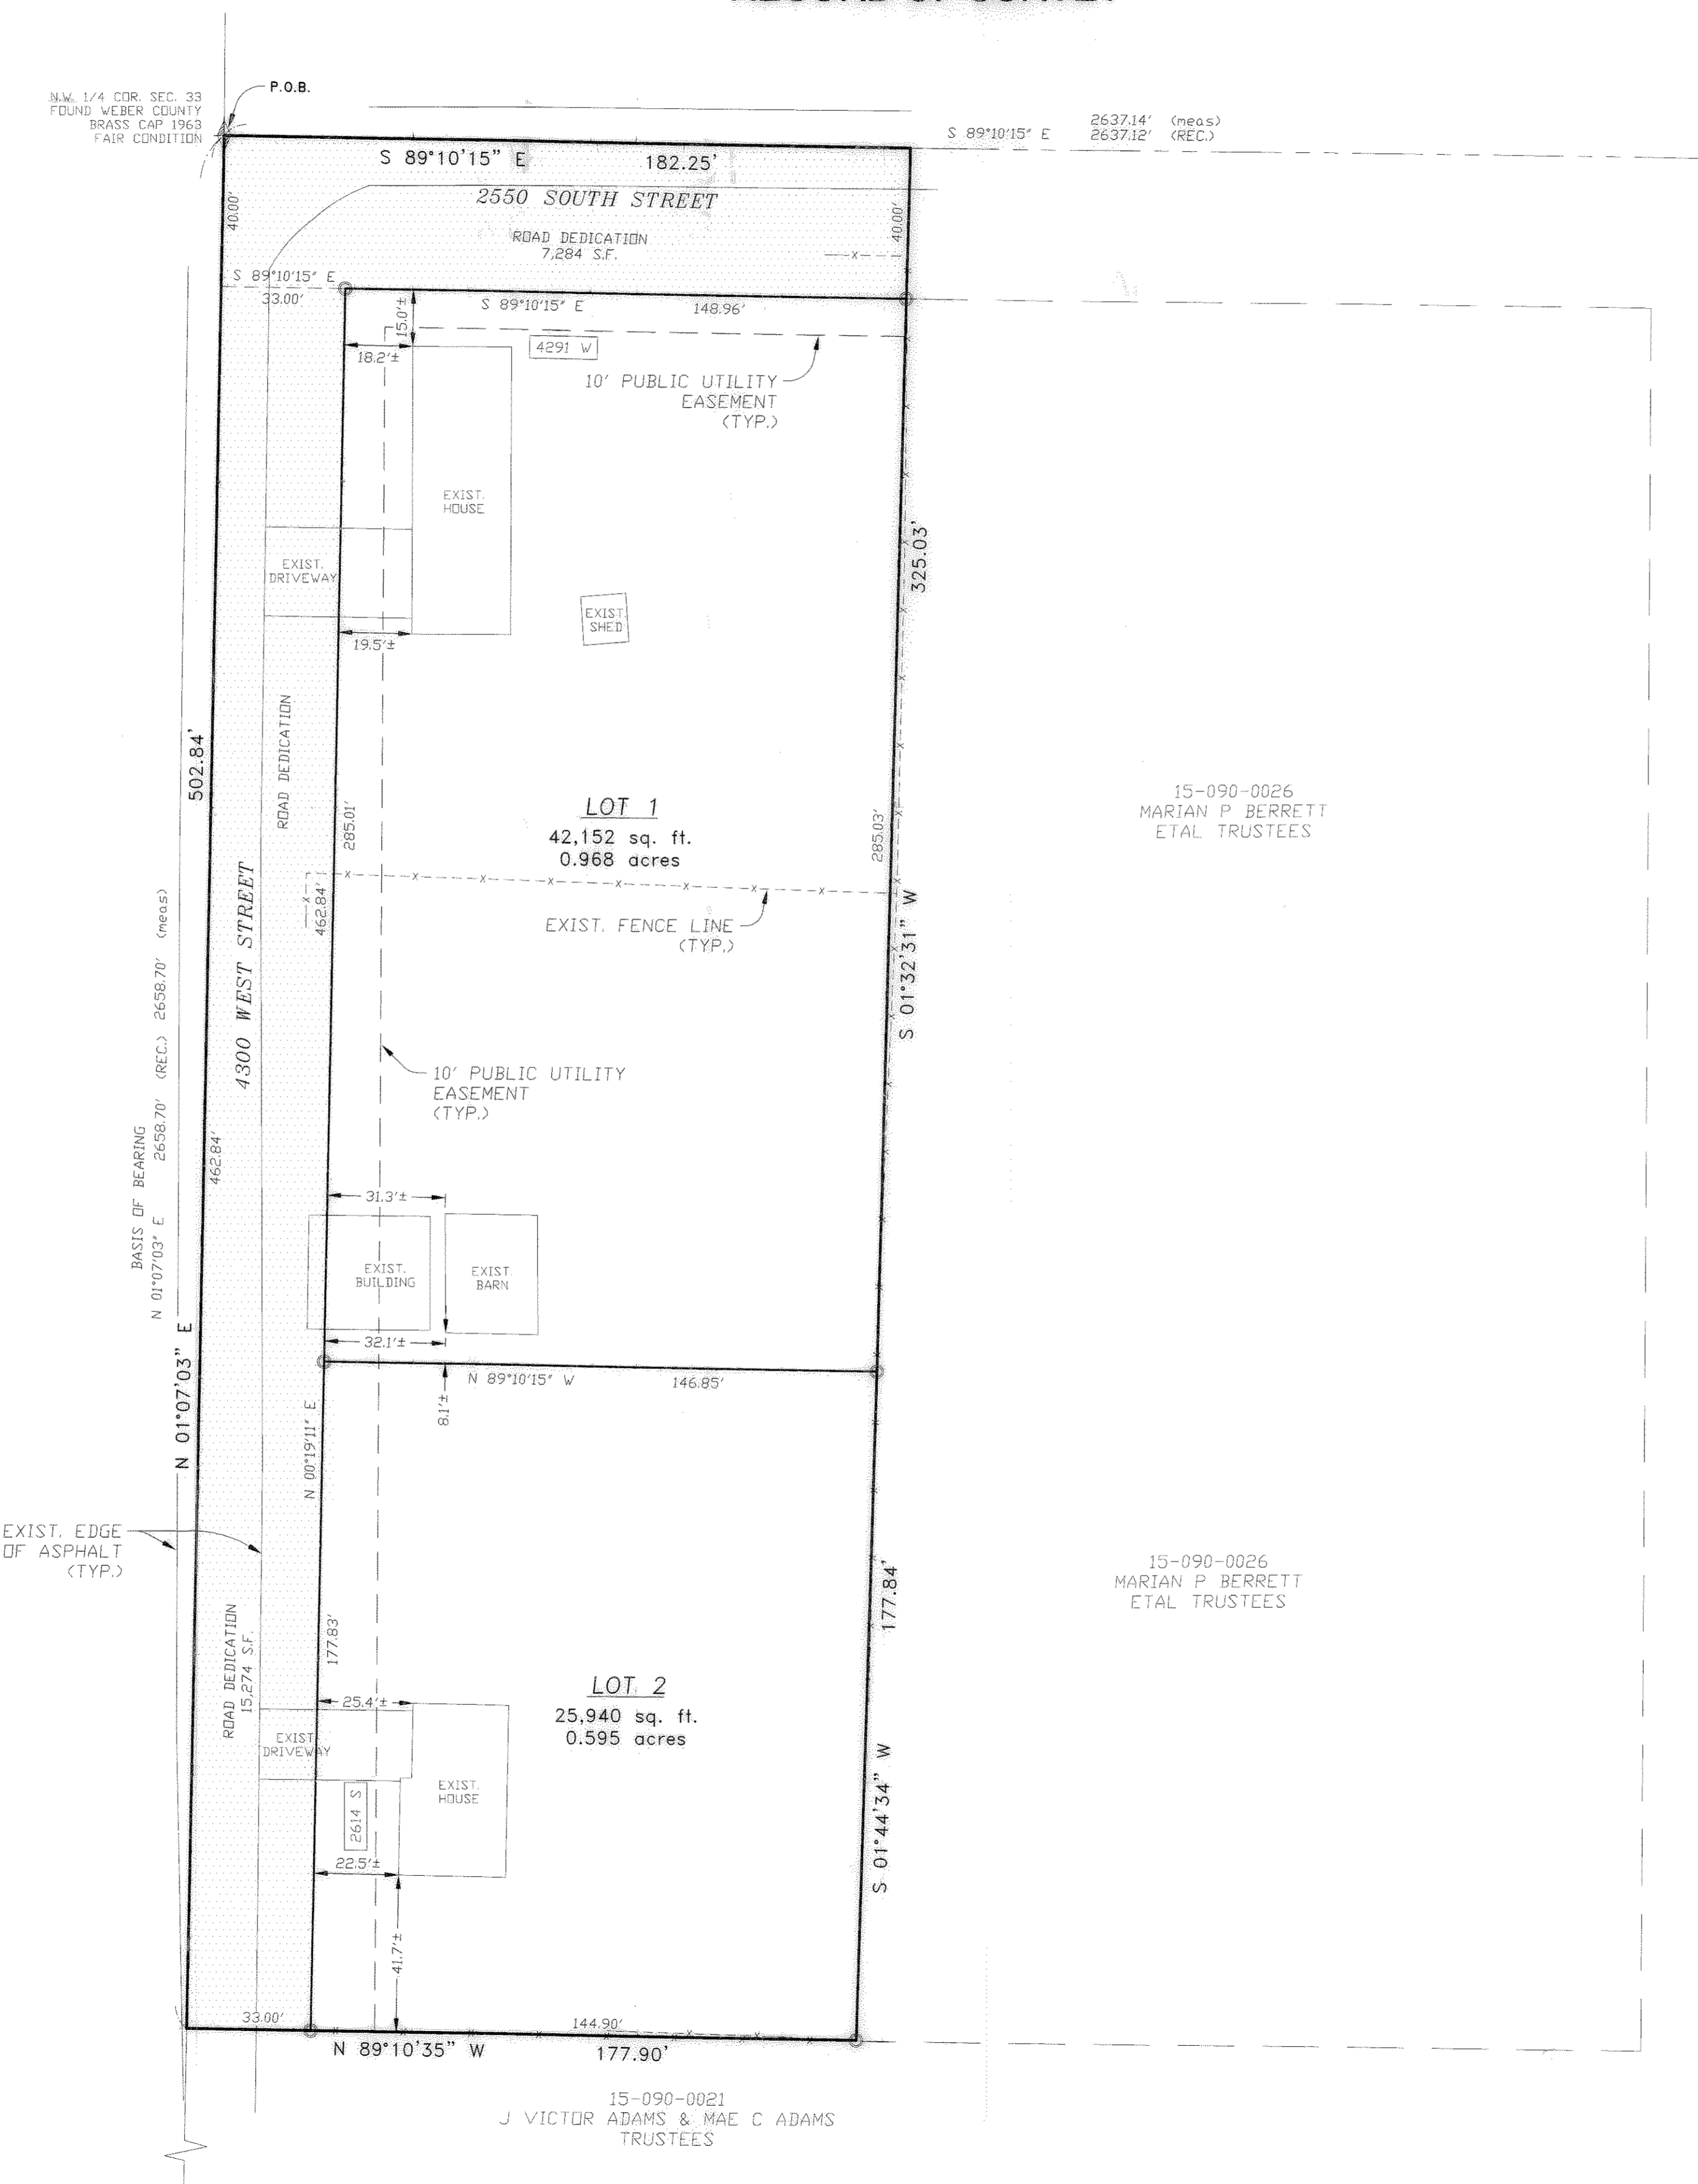 P.O.B.
N.W. 1/4 COR. SEC. 33
FOUND WEBER COUNTY
BRASS CAP 1963
FAIR CONDITION
2637.14' (meas)
S 89°10'15" E 2637.12' (REC.)
S 89°10'15" E 182.25'
2550 SOUTH STREET
40.00'
40.00'
ROAD DEDICATION
7,284 S.F.
S 89°10'15" E
33.00'
S 89°10'15" E 148.96'
15.0'±
18.2'±
4291 W
10' PUBLIC UTILITY
EASEMENT
(TYP.)
EXIST.
HOUSE
EXIST.
DRIVEWAY
EXIST.
SHED
19.5'±
325.03'
ROAD DEDICATION
502.84'
285.01'
LOT 1
42,152 sq. ft.
0.968 acres
285.03'
15-090-0026
MARIAN P BERRETT
ETAL TRUSTEES
462.84'
EXIST. FENCE LINE
(TYP.)
4300 WEST STREET
S 01°32'31" W
10' PUBLIC UTILITY
EASEMENT
(TYP.)
BASIS OF BEARING
N 01°07'03" E 2658.70' (REC.) 2658.70' (meas)
462.84'
31.3'±
EXIST.
BUILDING
EXIST.
BARN
32.1'±
N 89°10'15" W 146.85'
8.1'±
N 01°07'03" E
N 00°19'11" E
EXIST. EDGE
OF ASPHALT
(TYP.)
177.84'
15-090-0026
MARIAN P BERRETT
ETAL TRUSTEES
ROAD DEDICATION
15,274 S.F.
177.83'
LOT 2
25,940 sq. ft.
0.595 acres
25.4'±
EXIST.
DRIVEWAY
EXIST.
HOUSE
2614 S
22.5'±
S 01°44'34" W
41.7'±
33.00'
144.90'
N 89°10'35" W 177.90'
15-090-0021
J VICTOR ADAMS & MAE C ADAMS
TRUSTEES